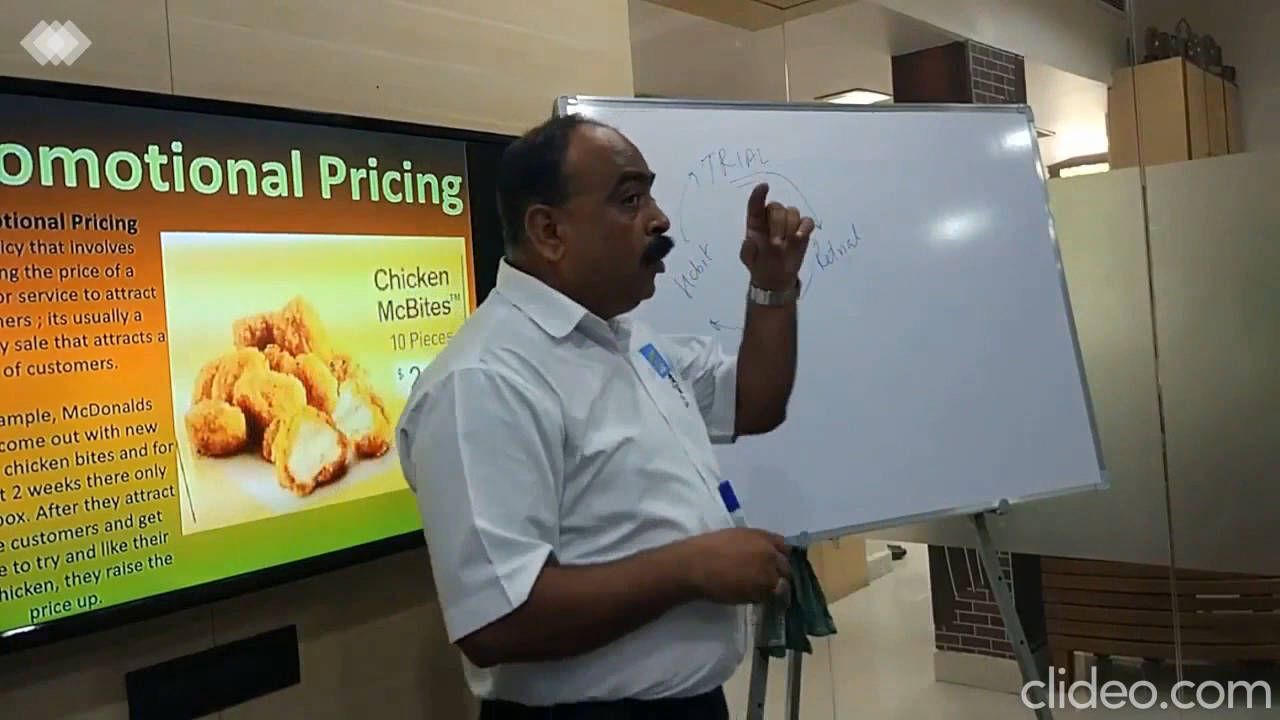 omotional Pricing
otional Pricing
icy that involves
ng the price of a
or service to attract
ners ; its usually a
y sale that attracts a
of customers.
ample, McDonalds
come out with new
chicken bites and for
t 2 weeks there only
box. After they attract
e customers and get
e to try and like their
hicken, they raise the
price up.
Chicken
McBites™
10 Pieces
$
TRIAL
Retrial
Habit
clideo.com